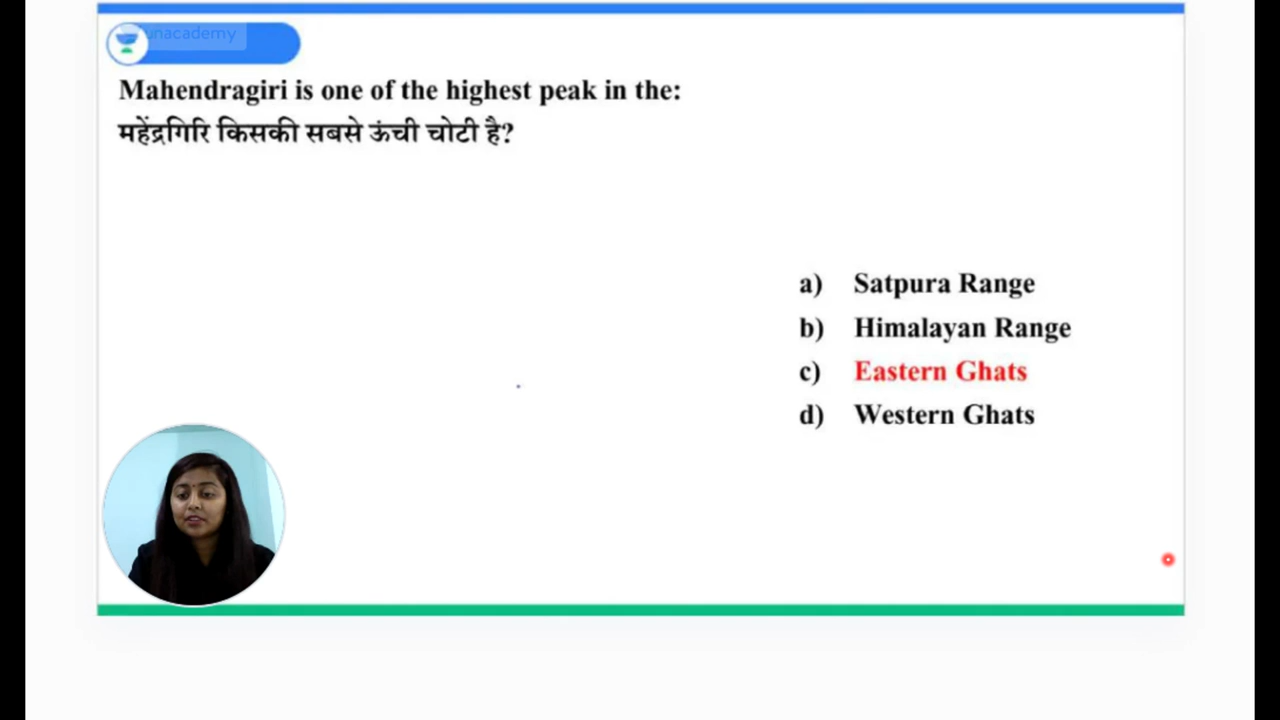 unacademy
Mahendragiri is one of the highest peak in the:
महेंद्रगिरि किसकी सबसे ऊंची चोटी है?
a) Satpura Range
b) Himalayan Range
c) Eastern Ghats
d) Western Ghats